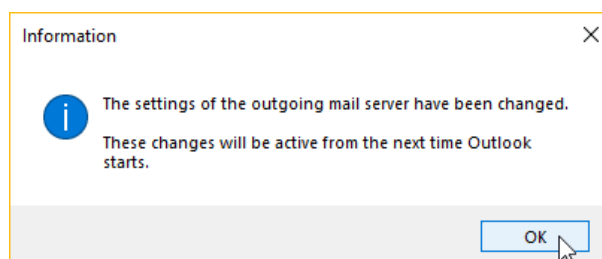 Information
The settings of the outgoing mail server have been changed.
These changes will be active from the next time Outlook
starts.
OK